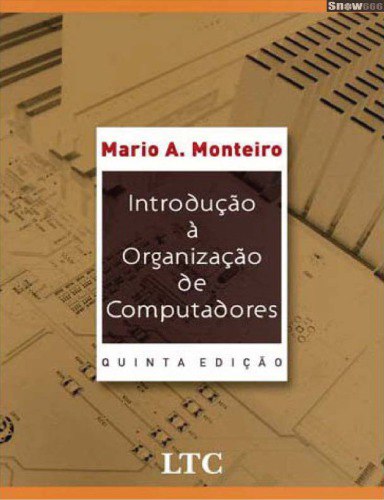 Snow666
Mario A. Monteiro
Introdução
à
Organização
de
Computadores
QUINTA EDIÇÃO
LTC